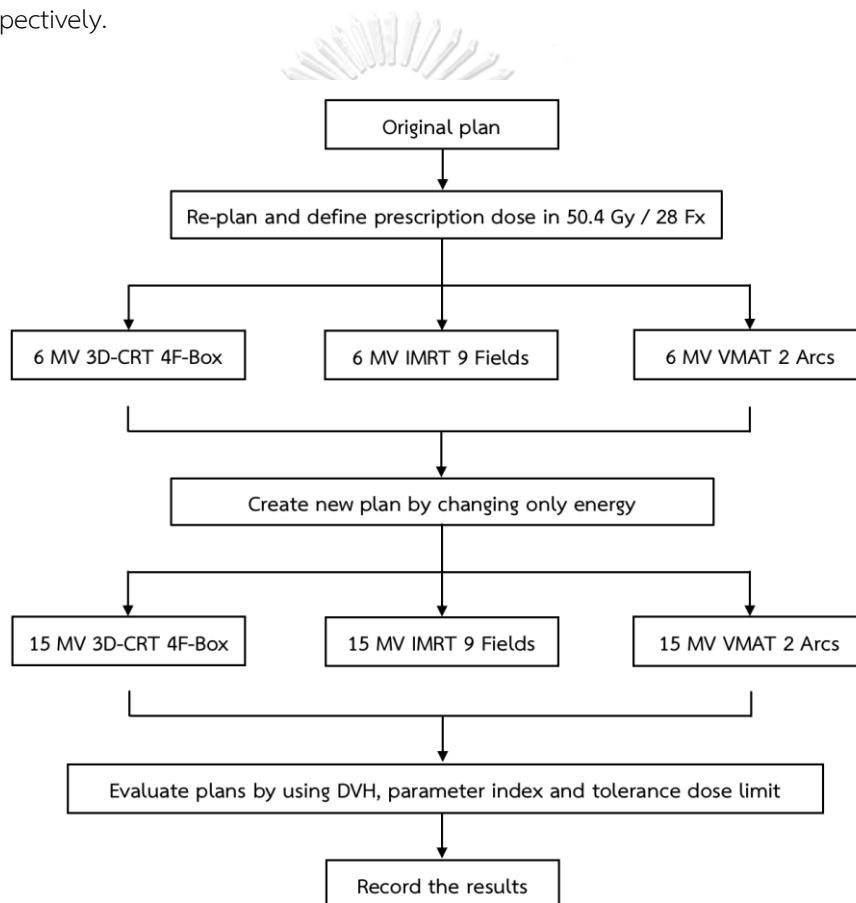 pectively.
Original plan
Re-plan and define prescription dose in 50.4 Gy / 28 Fx
6 MV 3D-CRT 4F-Box
6 MV IMRT 9 Fields
6 MV VMAT 2 Arcs
Create new plan by changing only energy
15 MV 3D-CRT 4F-Box
15 MV IMRT 9 Fields
15 MV VMAT 2 Arcs
Evaluate plans by using DVH, parameter index and tolerance dose limit
Record the results